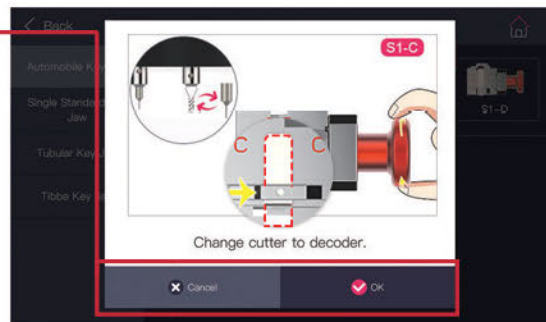 Back
S1-C
Automobile Key
Single Standard
Jaw
S1-D
C C
Tubular Key
Tibbe Key
Change cutter to decoder.
Cancel
OK